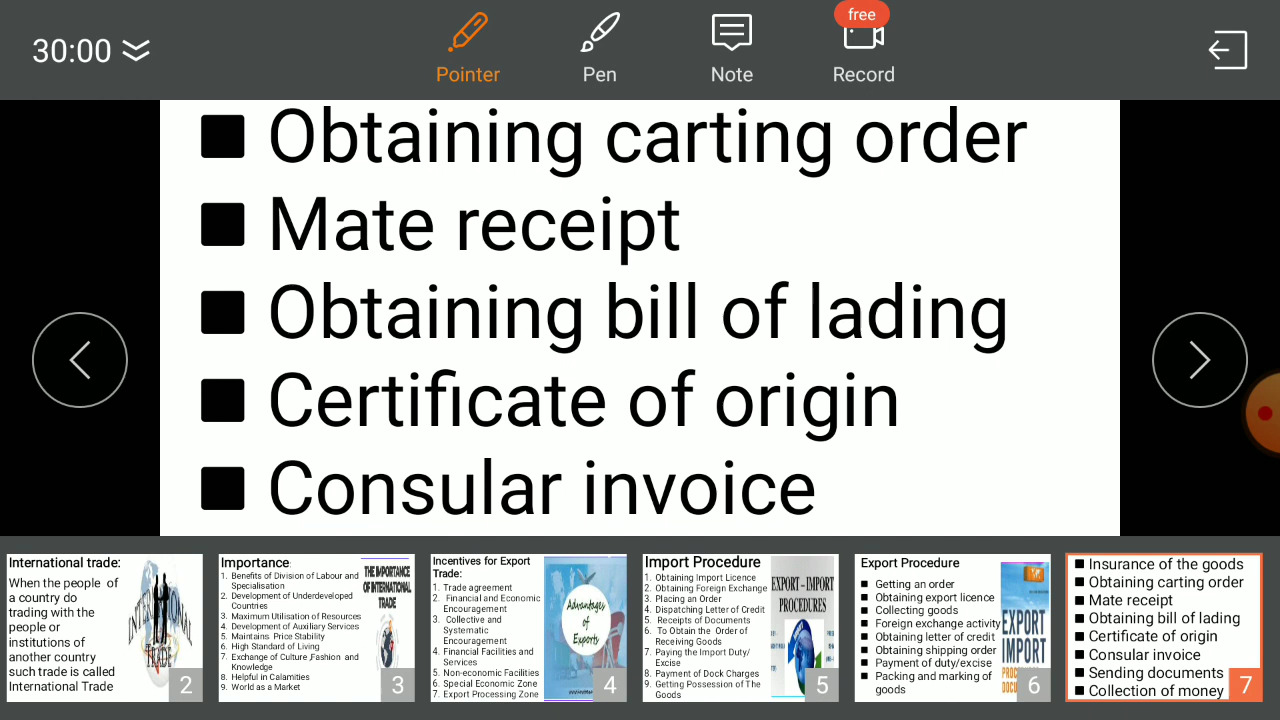 30:00
Pointer
Pen
Note
free
Record
■ Obtaining carting order
■ Mate receipt
■ Obtaining bill of lading
■ Certificate of origin
■ Consular invoice
International trade:
When the people of
a country do
trading with the
people or
institutions of
another country
such trade is called
International Trade
INTERNATIONAL
TRADE
2
Importance:
1. Benefits of Division of Labour and
Specialisation
2. Development of Underdeveloped
Countries
3. Maximum Utilisation of Resources
4. Development of Auxiliary Services
5. Maintains Price Stability
6. High Standard of Living
7. Exchange of Culture ,Fashion and
Knowledge
8. Helpful in Calamities
9. World as a Market
THE IMPORTANCE
OF INTERNATIONAL
TRADE
3
Incentives for Export
Trade:
1. Trade agreement
2. Financial and Economic
Encouragement
3. Collective and
Systematic
Encouragement
4. Financial Facilities and
Services
5. Non-economic Facilities
6. Special Economic Zone
7. Export Processing Zone
Advantages
of
Exports
4
Import Procedure
1. Obtaining Import Licence
2. Obtaining Foreign Exchange
3. Placing an Order
4. Dispatching Letter of Credit
5. Receipts of Documents
6. To Obtain the Order of
Receiving Goods
7. Paying the Import Duty/
Excise
8. Payment of Dock Charges
9. Getting Possession of The
Goods
EXPORT - IMPORT
PROCEDURES
5
Export Procedure
■ Getting an order
■ Obtaining export licence
■ Collecting goods
■ Foreign exchange activity
■ Obtaining letter of credit
■ Obtaining shipping order
■ Payment of duty/excise
■ Packing and marking of
goods
EXPORT
IMPORT
6
■ Insurance of the goods
■ Obtaining carting order
■ Mate receipt
■ Obtaining bill of lading
■ Certificate of origin
■ Consular invoice
■ Sending documents
■ Collection of money
7